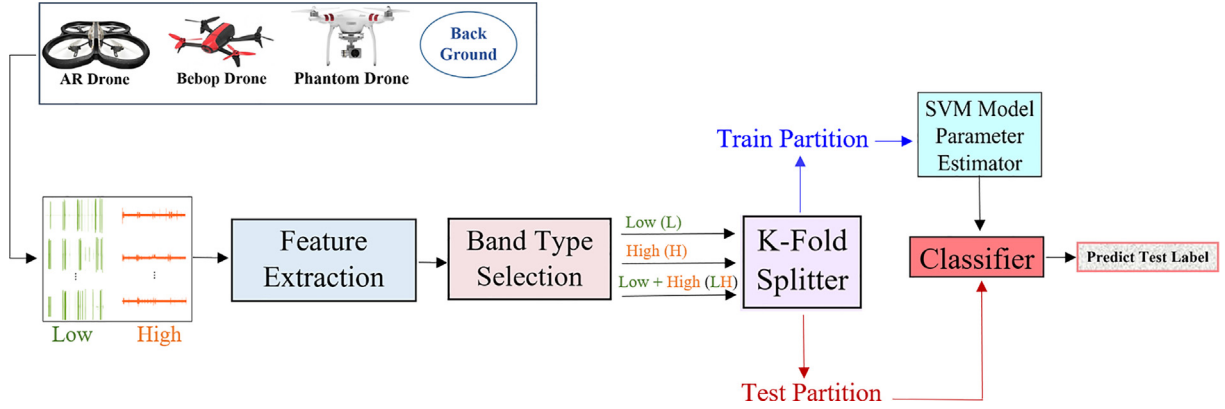 AR Drone
Bebop Drone
Phantom Drone
Back
Ground
Low
High
Feature
Extraction
Band Type
Selection
Low (L)
High (H)
Low + High (LH)
K-Fold
Splitter
Train Partition
Test Partition
SVM Model
Parameter
Estimator
Classifier
Predict Test Label